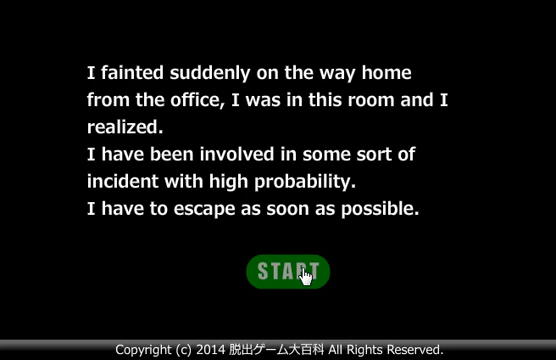 I fainted suddenly on the way home
from the office, I was in this room and I
realized.
I have been involved in some sort of
incident with high probability.
I have to escape as soon as possible.
START
Copyright (c) 2014 脱出ゲーム大百科 All Rights Reserved.